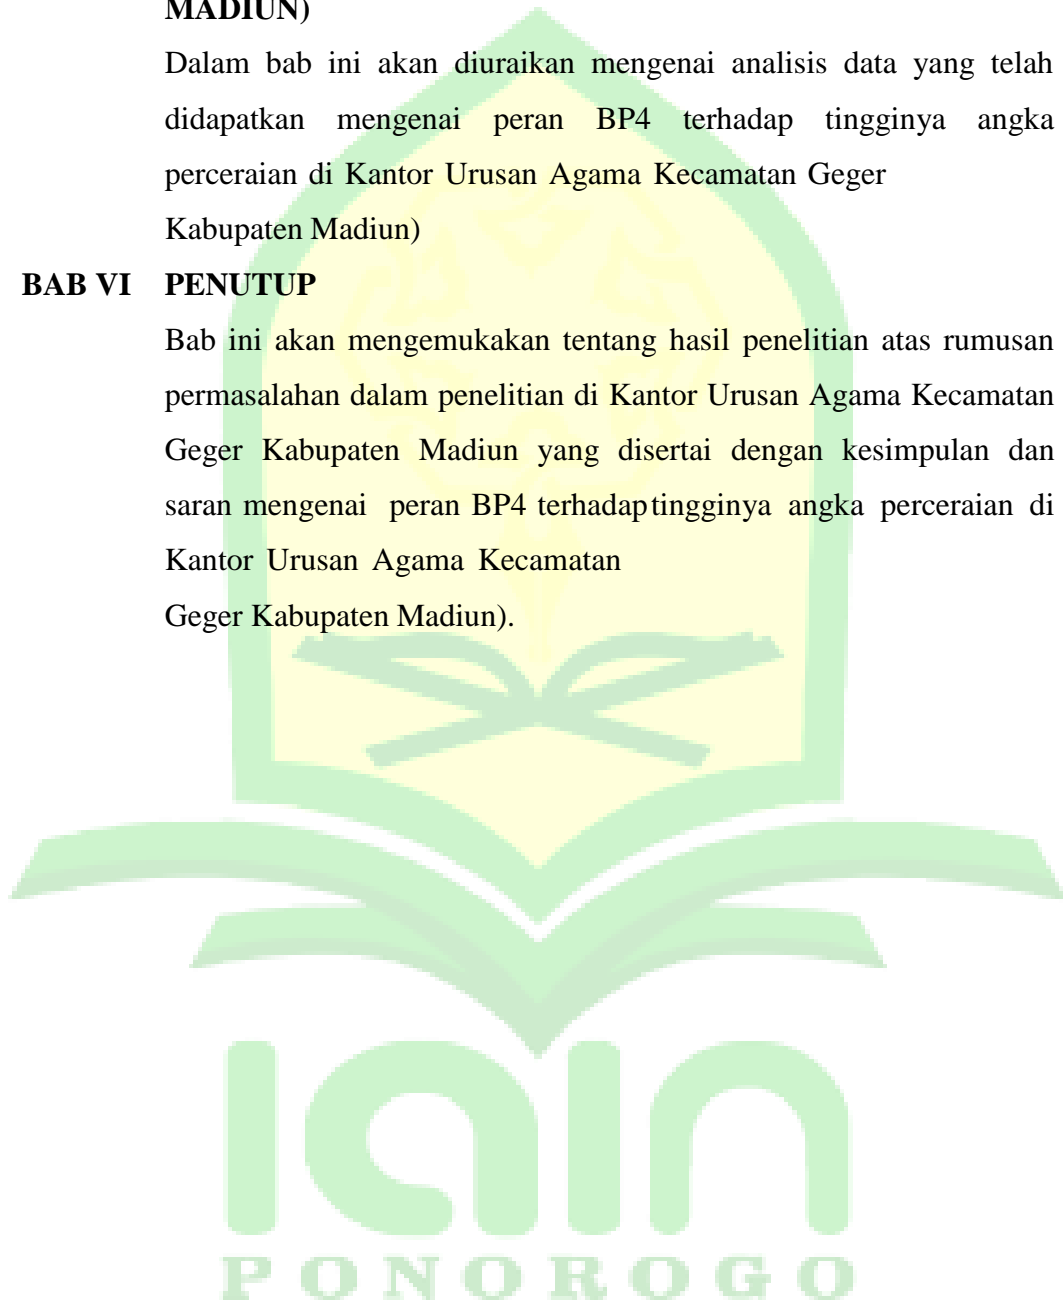 MADIUN)
Dalam bab ini akan diuraikan mengenai analisis data yang telah
didapatkan mengenai peran BP4 terhadap tingginya angka
perceraian di Kantor Urusan Agama Kecamatan Geger
Kabupaten Madiun)
BAB VI PENUTUP
Bab ini akan mengemukakan tentang hasil penelitian atas rumusan
permasalahan dalam penelitian di Kantor Urusan Agama Kecamatan
Geger Kabupaten Madiun yang disertai dengan kesimpulan dan
saran mengenai peran BP4 terhadap tingginya angka perceraian di
Kantor Urusan Agama Kecamatan
Geger Kabupaten Madiun).
iain
PONOROGO